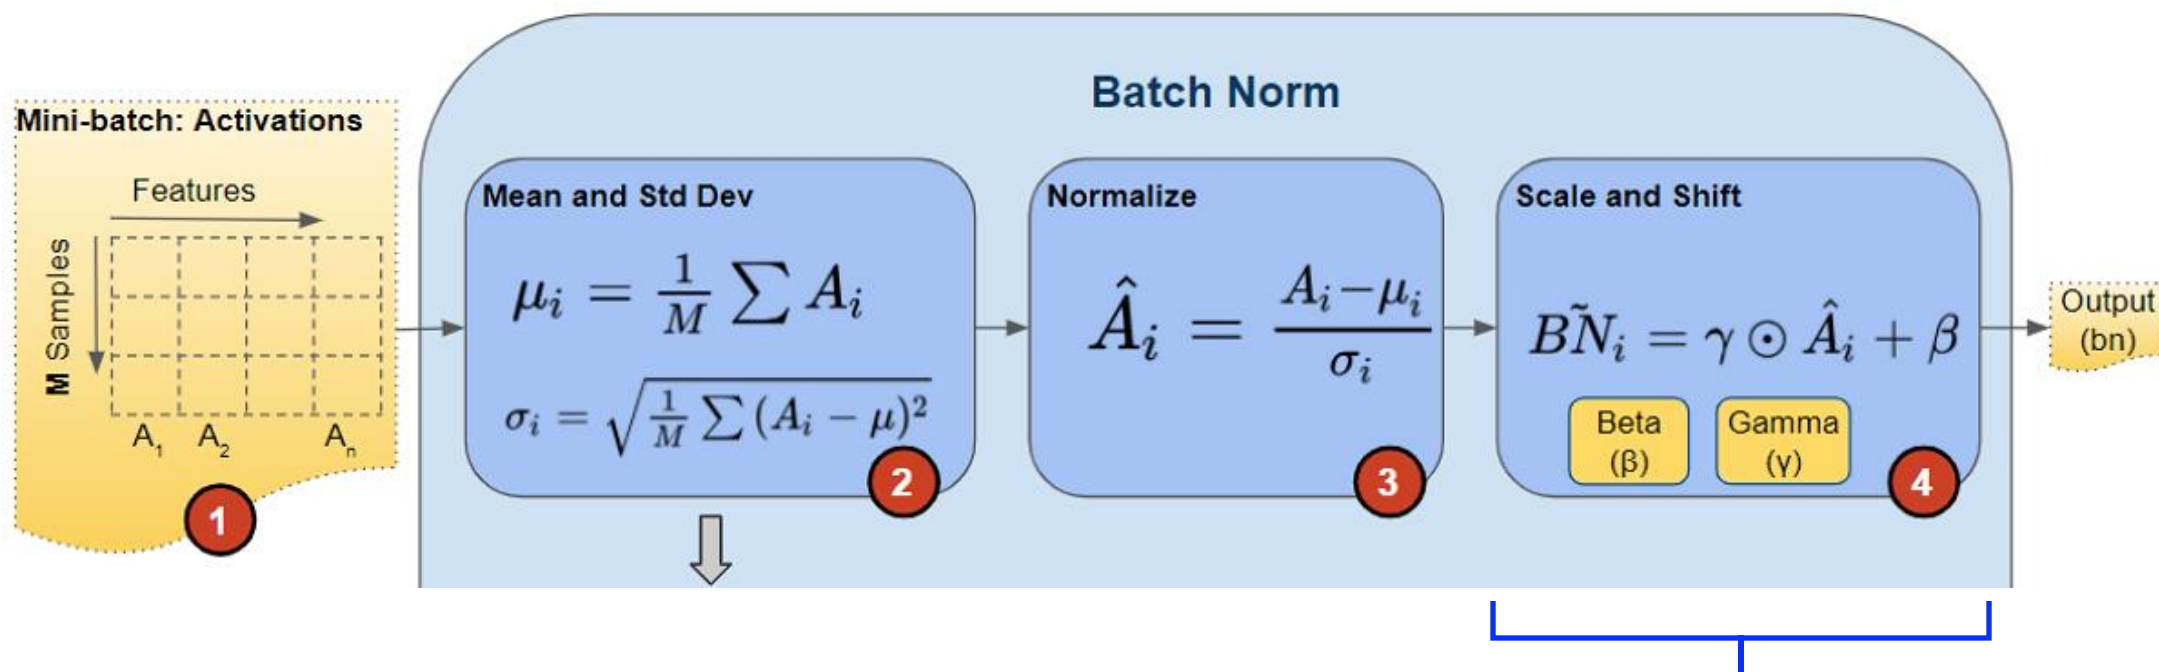 Batch Norm
Mini-batch: Activations
Features
M Samples
A₁ A₂ Aₙ
1
Mean and Std Dev
μᵢ = 1/M ∑ Aᵢ
σᵢ = √(1/M ∑ (Aᵢ − μ)²)
2
Normalize
Âᵢ = (Aᵢ−μᵢ)/σᵢ
3
Scale and Shift
BÑᵢ = γ ⊙ Âᵢ + β
Beta
(β)
Gamma
(γ)
4
Output
(bn)